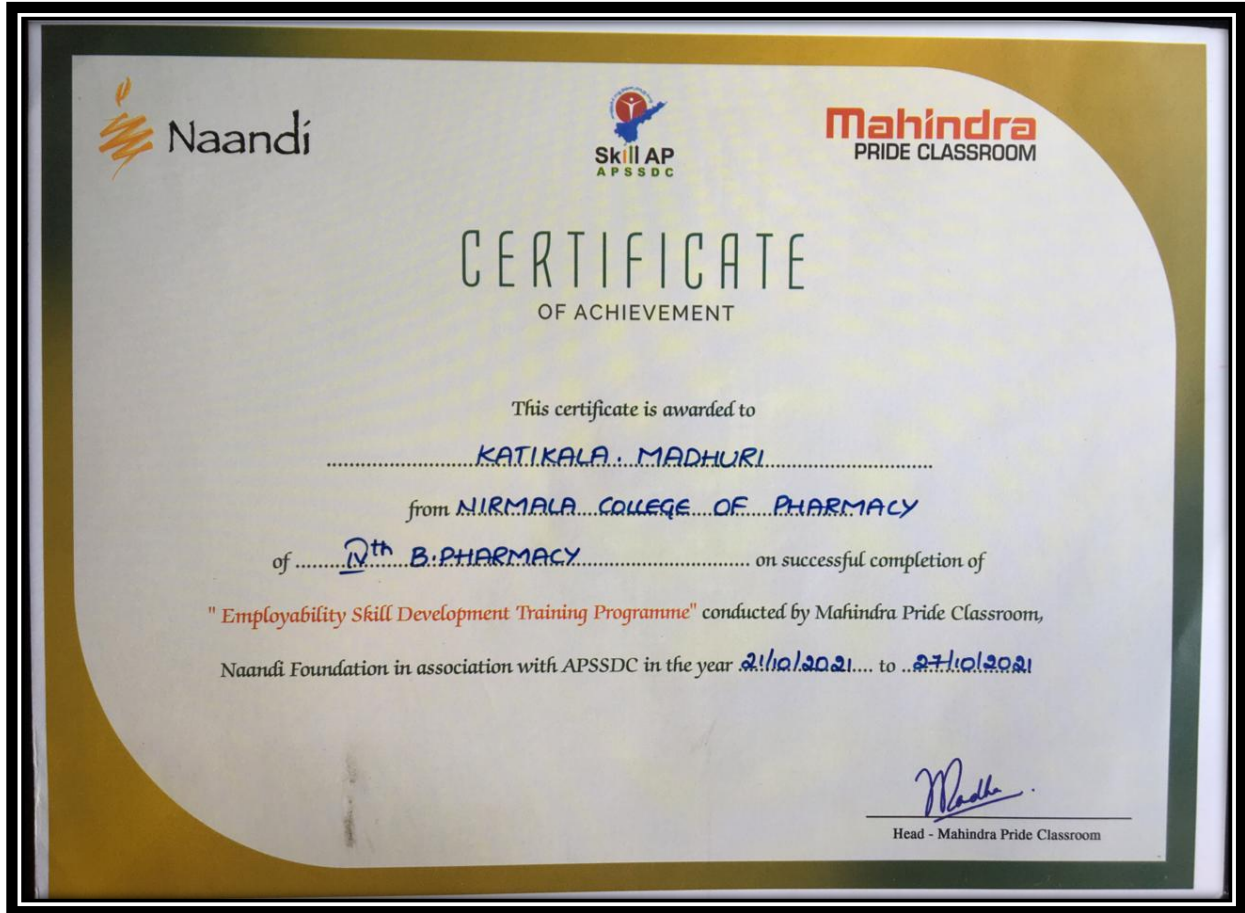 Naandi
Skill AP
APSSDC
Mahindra
PRIDE CLASSROOM
CERTIFICATE
OF ACHIEVEMENT
This certificate is awarded to
KATIKALA. MADHURI
from NIRMALA COLLEGE OF PHARMACY
of IVth B.PHARMACY on successful completion of
" Employability Skill Development Training Programme" conducted by Mahindra Pride Classroom,
Naandi Foundation in association with APSSDC in the year 21/10/2021 to 27/10/2021
Head - Mahindra Pride Classroom